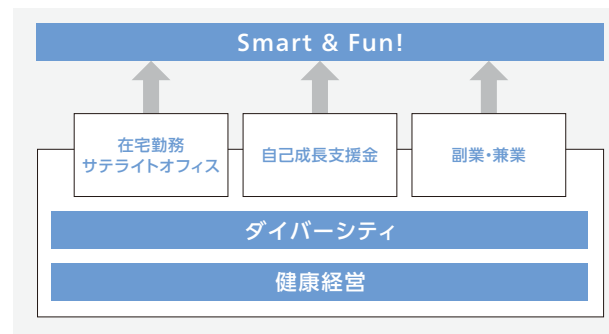 Smart & Fun!
在宅勤務
サテライトオフィス
自己成長支援金
副業・兼業
ダイバーシティ
健康経営